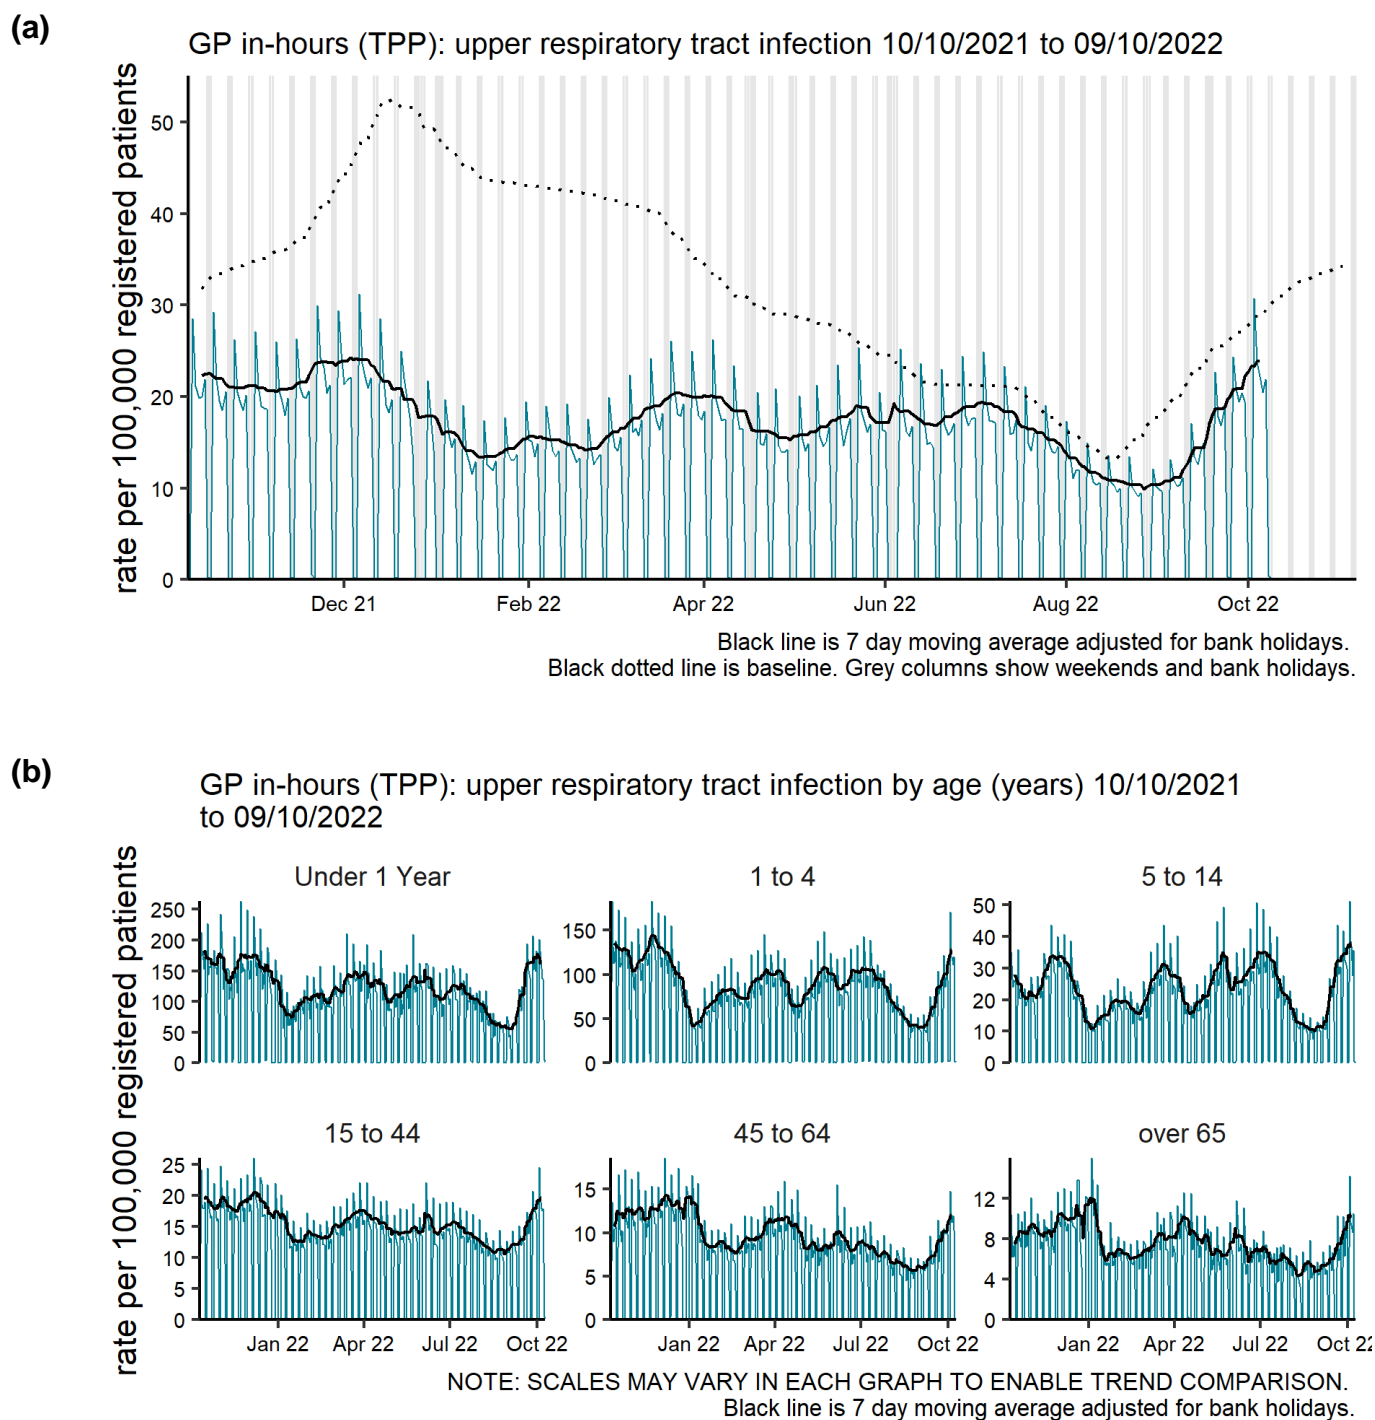 (a)
GP in-hours (TPP): upper respiratory tract infection 10/10/2021 to 09/10/2022
rate per 100,000 registered patients
50
40
30
20
10
0
Dec 21 Feb 22 Apr 22 Jun 22 Aug 22 Oct 22
Black line is 7 day moving average adjusted for bank holidays.
Black dotted line is baseline. Grey columns show weekends and bank holidays.
(b)
GP in-hours (TPP): upper respiratory tract infection by age (years) 10/10/2021
to 09/10/2022
rate per 100,000 registered patients
Under 1 Year
250
200
150
100
50
0
1 to 4
150
100
50
0
5 to 14
50
40
30
20
10
0
15 to 44
25
20
15
10
5
0
Jan 22 Apr 22 Jul 22 Oct 22
45 to 64
15
10
5
0
Jan 22 Apr 22 Jul 22 Oct 22
over 65
12
8
4
0
Jan 22 Apr 22 Jul 22 Oct 22
NOTE: SCALES MAY VARY IN EACH GRAPH TO ENABLE TREND COMPARISON.
Black line is 7 day moving average adjusted for bank holidays.